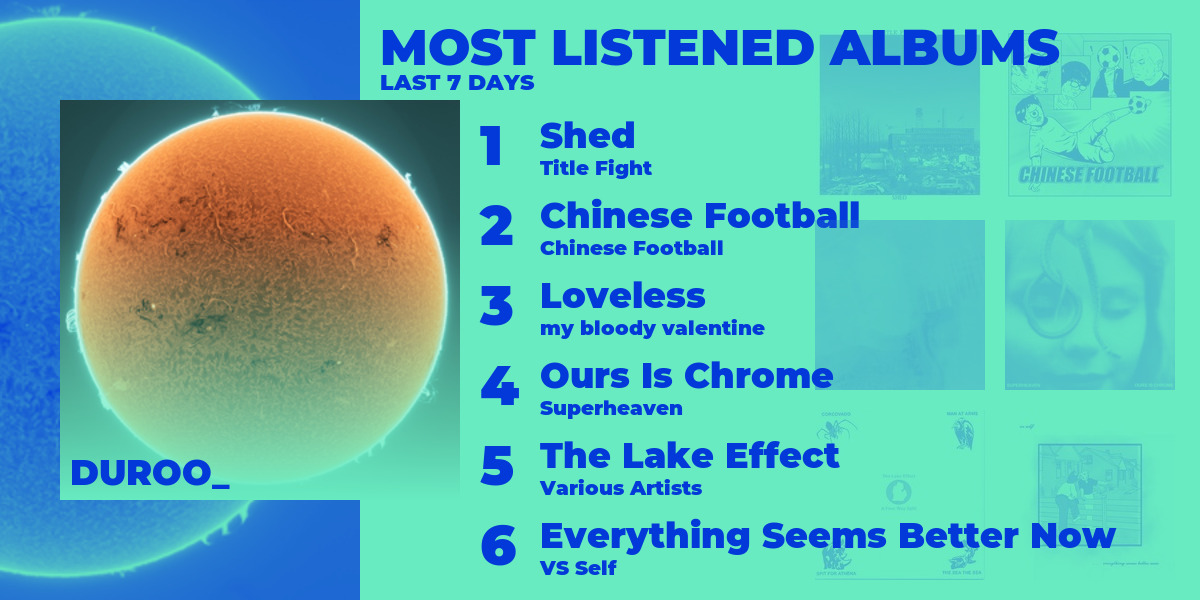 MOST LISTENED ALBUMS
LAST 7 DAYS
1
Shed
Title Fight
2
Chinese Football
Chinese Football
3
Loveless
my bloody valentine
4
Ours Is Chrome
Superheaven
5
The Lake Effect
Various Artists
6
Everything Seems Better Now
VS Self
DUROO_
CHINESE FOOTBALL